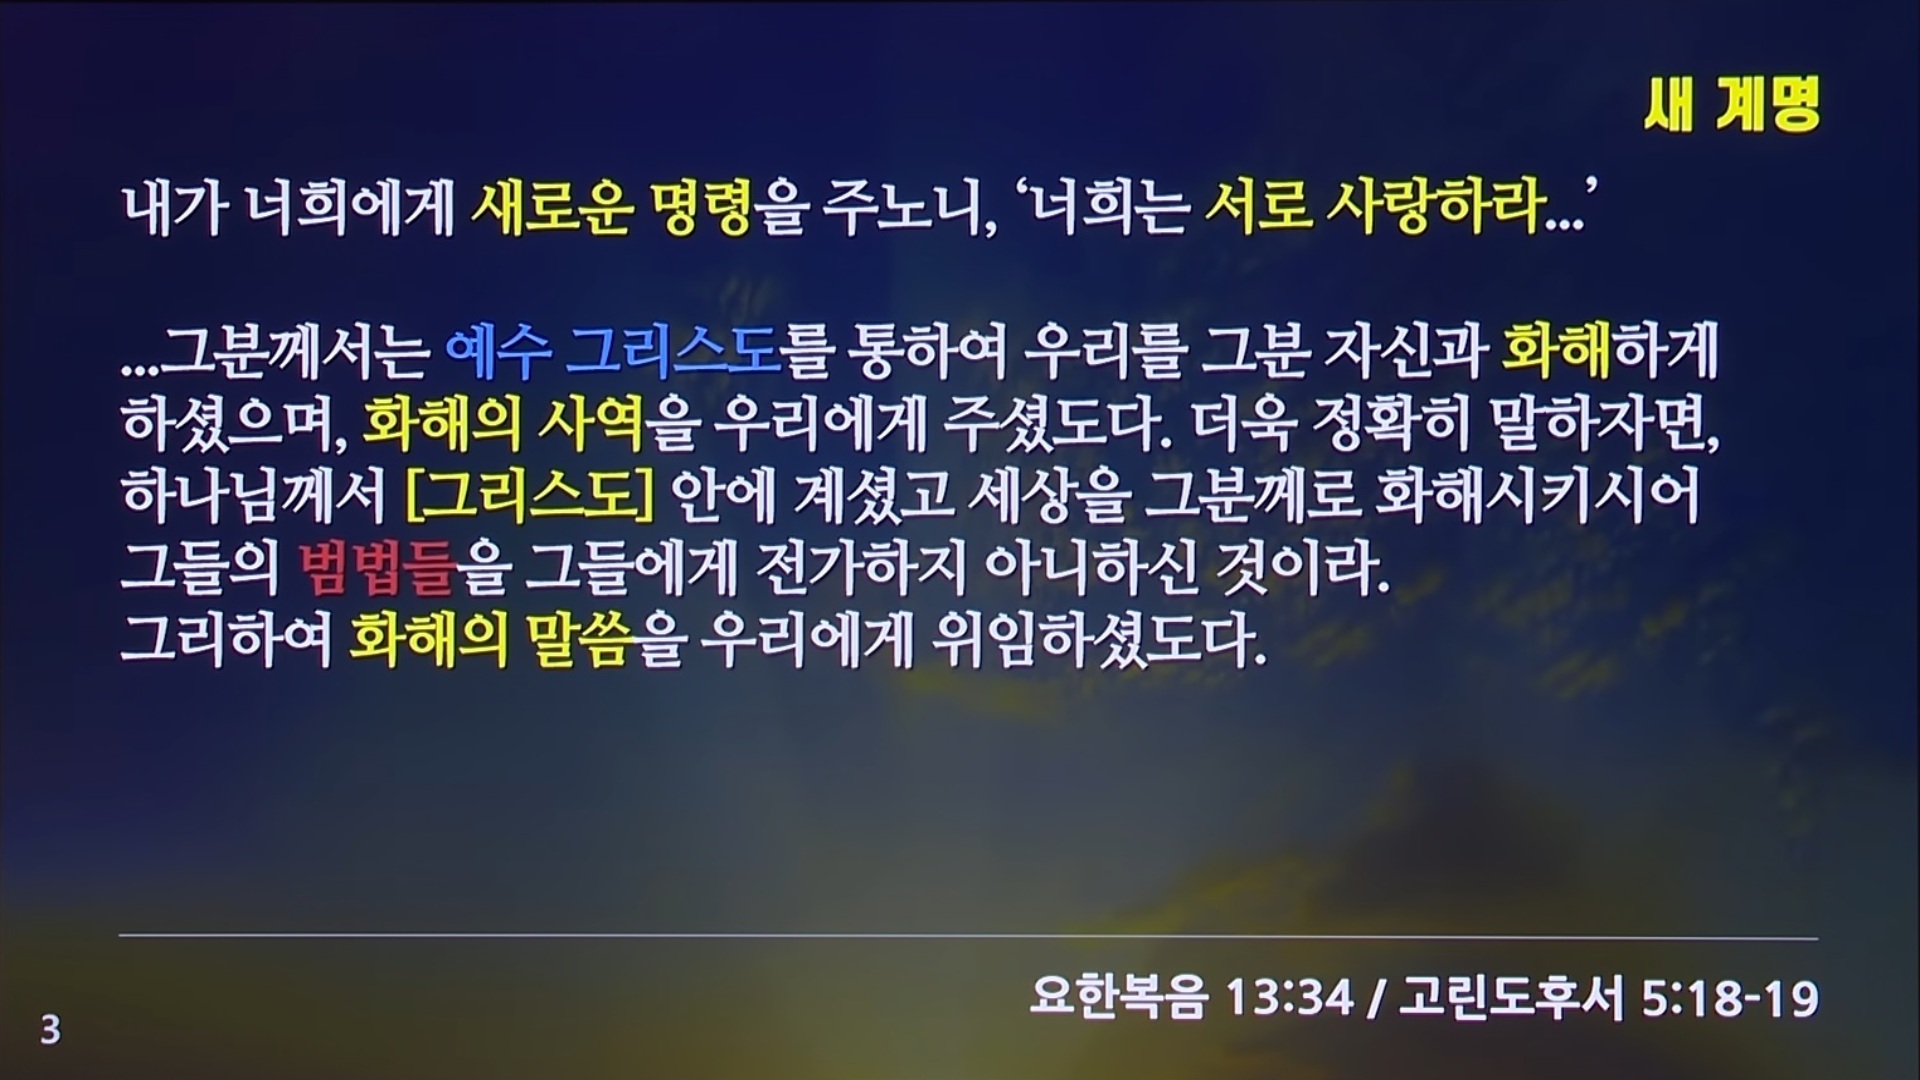 새 계명
내가 너희에게 새로운 명령을 주노니, ‘너희는 서로 사랑하라...’
...그분께서는 예수 그리스도를 통하여 우리를 그분 자신과 화해하게
하셨으며, 화해의 사역을 우리에게 주셨도다. 더욱 정확히 말하자면,
하나님께서 [그리스도] 안에 계셨고 세상을 그분께로 화해시키시어
그들의 범법들을 그들에게 전가하지 아니하신 것이라.
그리하여 화해의 말씀을 우리에게 위임하셨도다.
요한복음 13:34 / 고린도후서 5:18-19
3